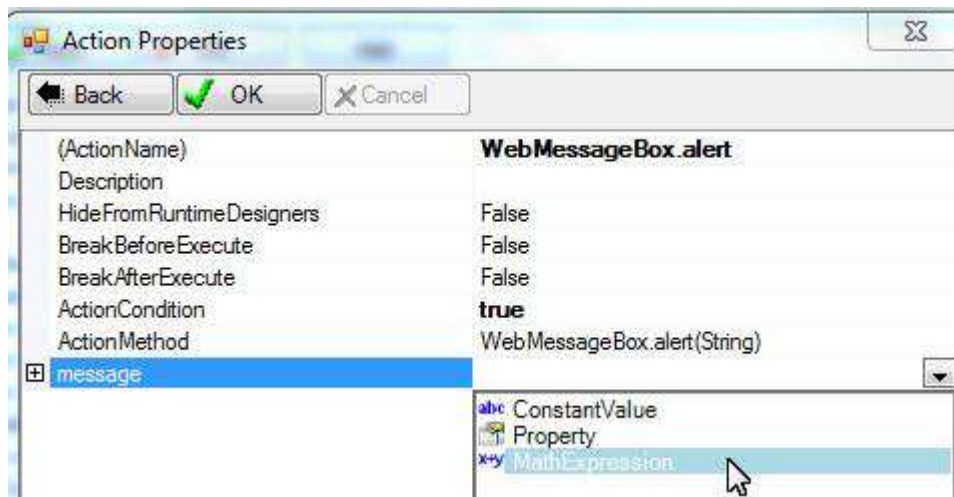 Action Properties
Back OK Cancel
(ActionName) WebMessageBox.alert
Description
HideFromRuntimeDesigners False
BreakBeforeExecute False
BreakAfterExecute False
ActionCondition true
ActionMethod WebMessageBox.alert(String)
message
abc ConstantValue
Property
x+y MathExpression